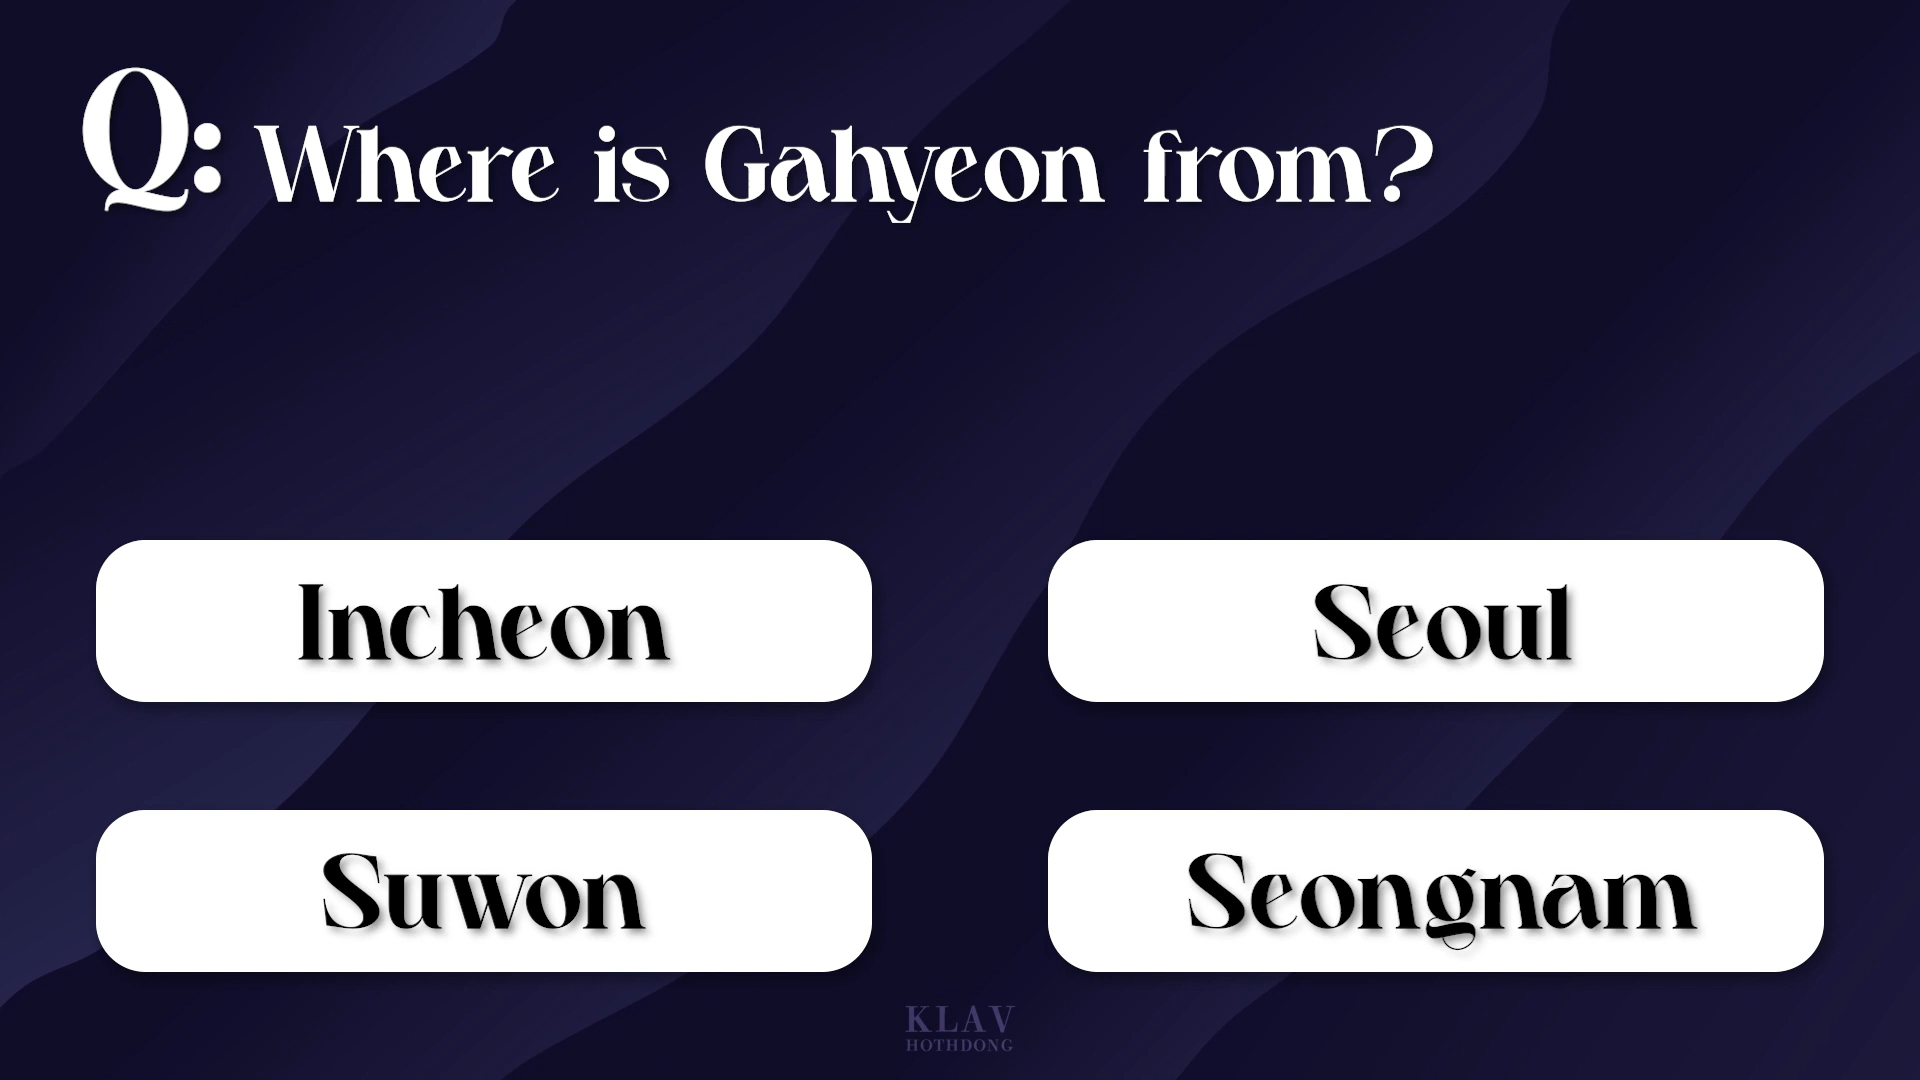 Q: Where is Gahyeon from?
Incheon
Seoul
Suwon
Seongnam
KLAV
HOTHDONG